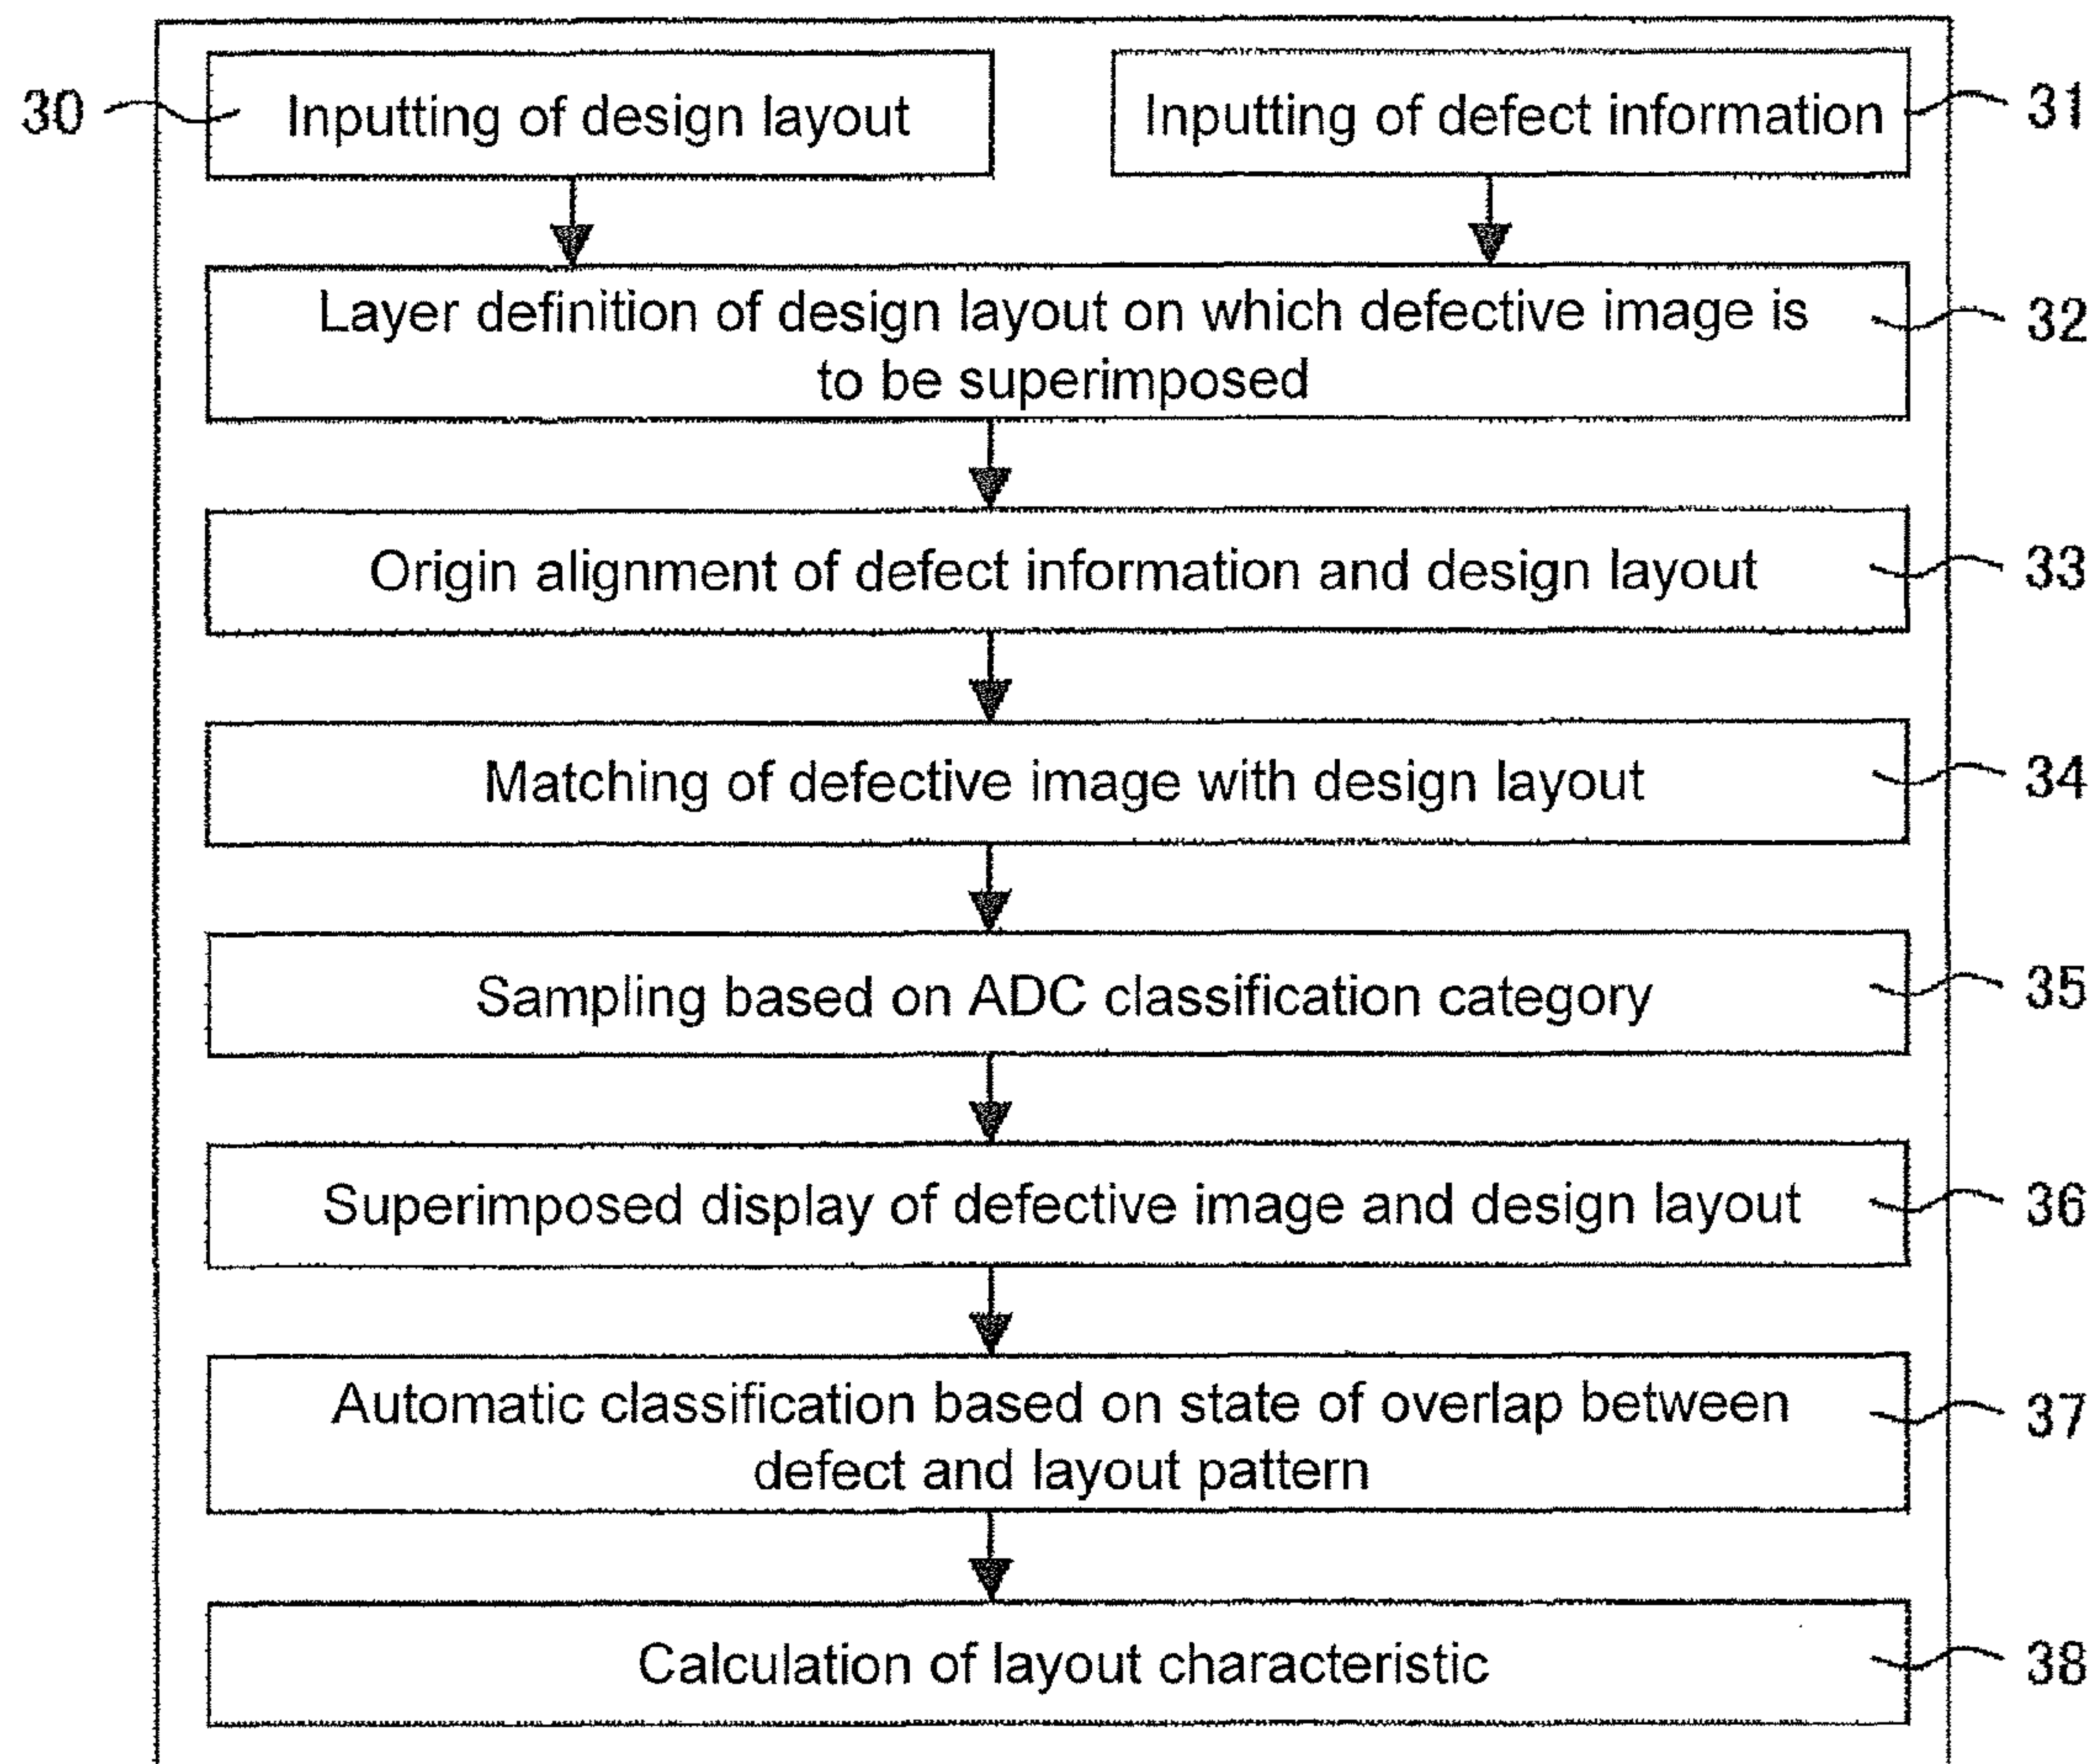 30
Inputting of design layout
Inputting of defect information
31
Layer definition of design layout on which defective image is
to be superimposed
32
Origin alignment of defect information and design layout
33
Matching of defective image with design layout
34
Sampling based on ADC classification category
35
Superimposed display of defective image and design layout
36
Automatic classification based on state of overlap between
defect and layout pattern
37
Calculation of layout characteristic
38